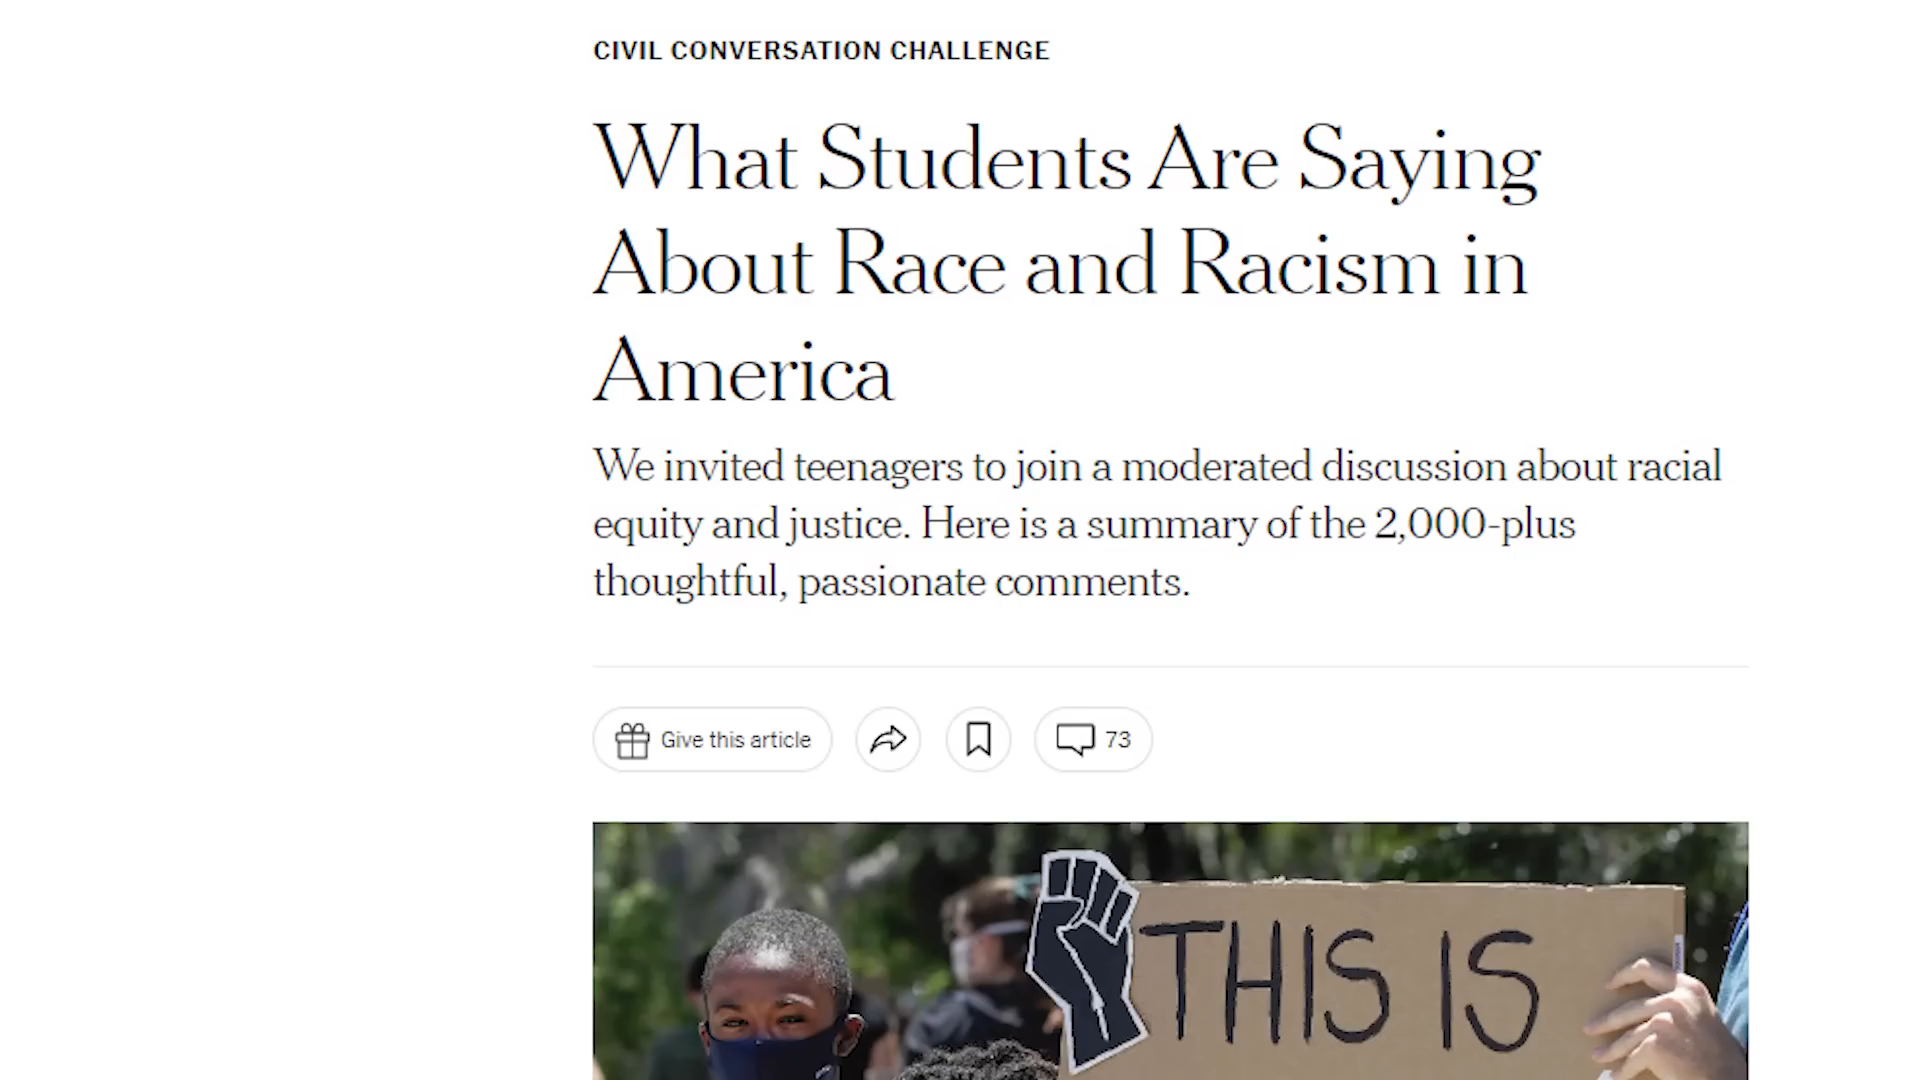 CIVIL CONVERSATION CHALLENGE
What Students Are Saying
About Race and Racism in
America
We invited teenagers to join a moderated discussion about racial
equity and justice. Here is a summary of the 2,000-plus
thoughtful, passionate comments.
Give this article
73
THIS IS